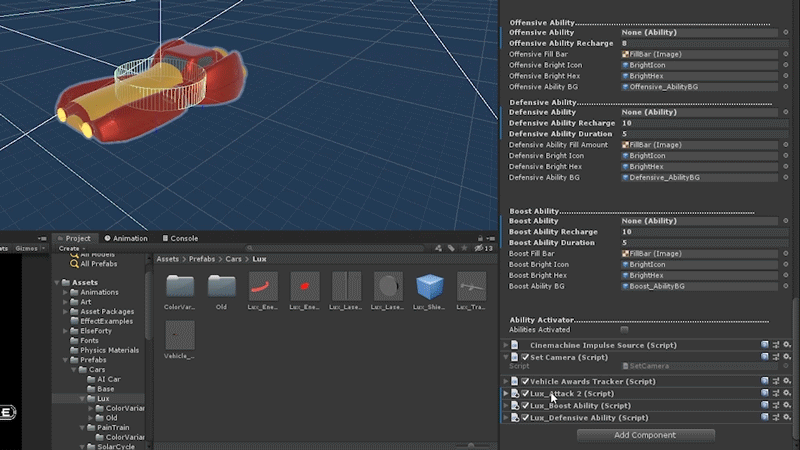 Offensive Ability
Offensive Ability None (Ability)
Offensive Ability Recharge 8
Offensive Fill Bar FillBar (Image)
Offensive Bright Icon BrightIcon
Offensive Bright Hex BrightHex
Offensive Ability BG Offensive_AbilityBG
Defensive Ability
Defensive Ability None (Ability)
Defensive Ability Recharge 10
Defensive Ability Duration 5
Defensive Ability Fill Amount FillBar (Image)
Defensive Bright Icon BrightIcon
Defensive Bright Hex BrightHex
Defensive Ability BG Defensive_AbilityBG
Boost Ability
Boost Ability None (Ability)
Boost Ability Recharge 10
Boost Ability Duration 5
Boost Fill Bar FillBar (Image)
Boost Bright Icon BrightIcon
Boost Bright Hex BrightHex
Boost Ability BG Boost_AbilityBG
Ability Activator
Abilities Activated
Cinemachine Impulse Source (Script)
Set Camera (Script)
Script SetCamera
Vehicle Awards Tracker (Script)
Lux_Attack 2 (Script)
Lux_Boost Ability (Script)
Lux_Defensive Ability (Script)
Add Component
Gizmos
Project Animation Console
Create
13
All Models
All Prefabs
Assets
Animations
Art
Asset Packages
EffectExamples
ElseForty
Fonts
Physics Materials
Prefabs
Cars
AI Car
Base
Lux
ColorVarian
Old
PainTrain
ColorVarian
SolarCycle
Assets Prefabs Cars Lux
ColorVar... Old Lux_Ene... Lux_Ene... Lux_Lase... Lux_Lase... Lux_Shie... Lux_Tra...
Vehicle_...